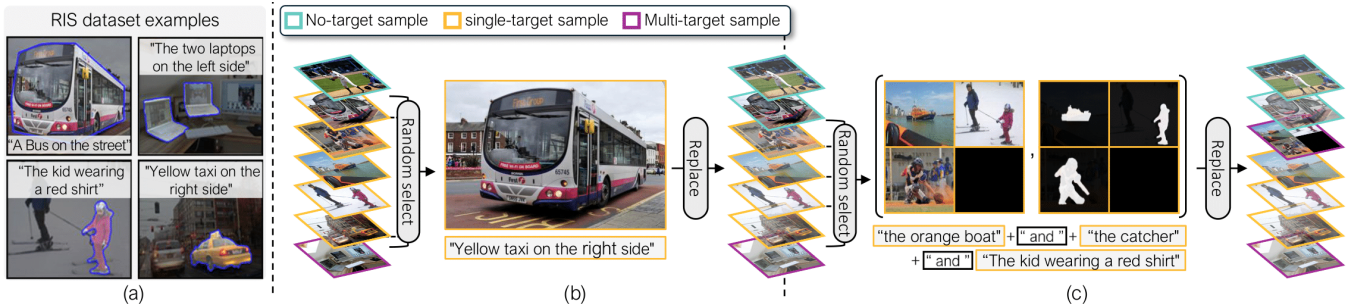 RIS dataset examples
"A Bus on the street"
"The two laptops
on the left side"
"The kid wearing
a red shirt"
"Yellow taxi on the
right side"
(a)
No-target sample
single-target sample
Multi-target sample
Random select
"Yellow taxi on the right side"
Replace
(b)
Random select
,
"the orange boat" + " and " + "the catcher"
+ " and " "The kid wearing a red shirt"
Replace
(c)